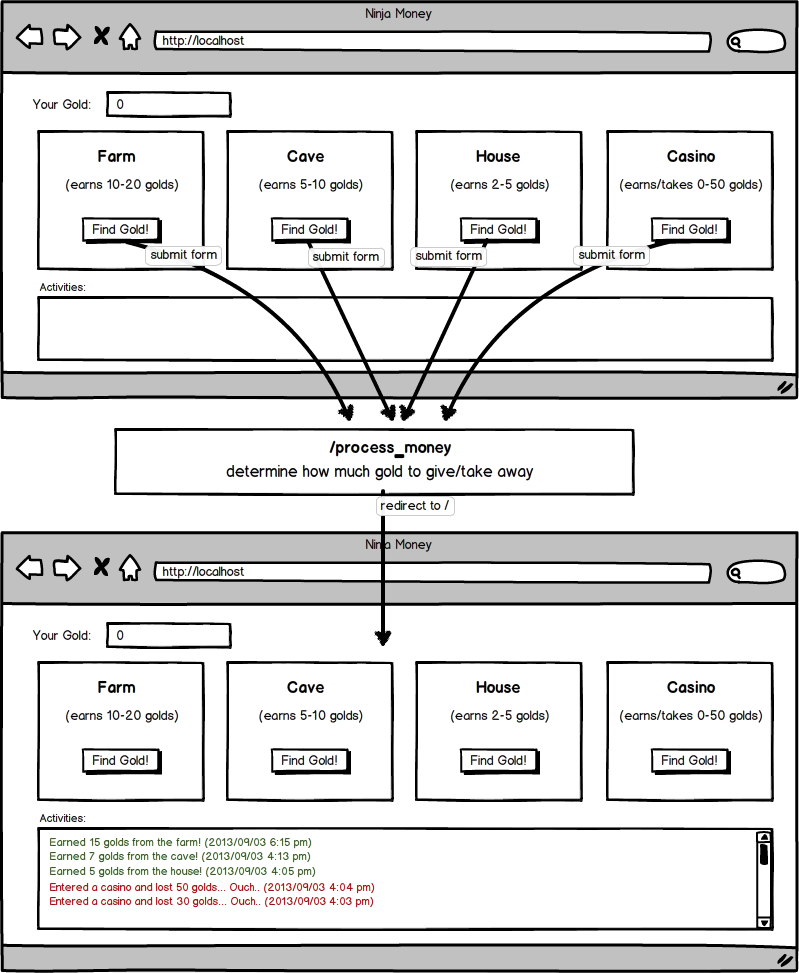 Ninja Money
http://localhost
Your Gold: 0
Farm Cave House Casino
(earns 10-20 golds) (earns 5-10 golds) (earns 2-5 golds) (earns/takes 0-50 golds)
Find Gold! Find Gold! Find Gold! Find Gold!
submit form submit form submit form submit form
Activities:
/process_money
determine how much gold to give/take away
redirect to /
Ninja Money
http://localhost
Your Gold: 0
Farm Cave House Casino
(earns 10-20 golds) (earns 5-10 golds) (earns 2-5 golds) (earns/takes 0-50 golds)
Find Gold! Find Gold! Find Gold! Find Gold!
Activities:
Earned 15 golds from the farm! (2013/09/03 6:15 pm)
Earned 7 golds from the cave! (2013/09/03 4:13 pm)
Earned 5 golds from the house! (2013/09/03 4:05 pm)
Entered a casino and lost 50 golds... Ouch.. (2013/09/03 4:04 pm)
Entered a casino and lost 30 golds... Ouch.. (2013/09/03 4:03 pm)